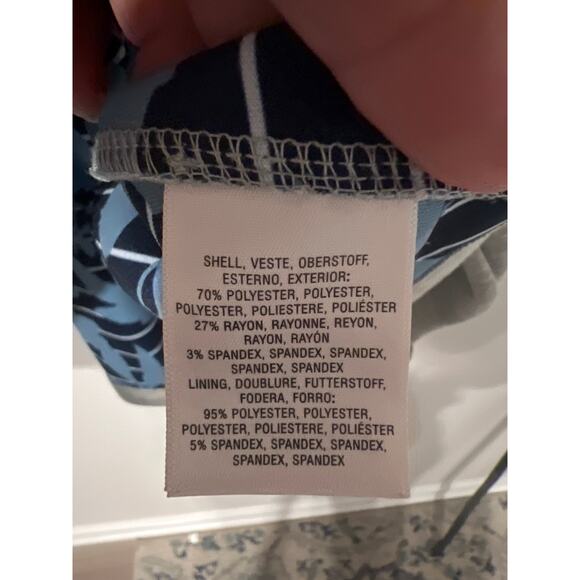 SHELL, VESTE, OBERSTOFF,
ESTERNO, EXTERIOR:
70% POLYESTER, POLYESTER,
POLYESTER, POLIESTERE, POLIÉSTER
27% RAYON, RAYONNE, REYON,
RAYON, RAYÓN
3% SPANDEX, SPANDEX, SPANDEX,
SPANDEX, SPANDEX
LINING, DOUBLURE, FUTTERSTOFF,
FODERA, FORRO:
95% POLYESTER, POLYESTER,
POLYESTER, POLIESTERE, POLIÉSTER
5% SPANDEX, SPANDEX, SPANDEX,
SPANDEX, SPANDEX